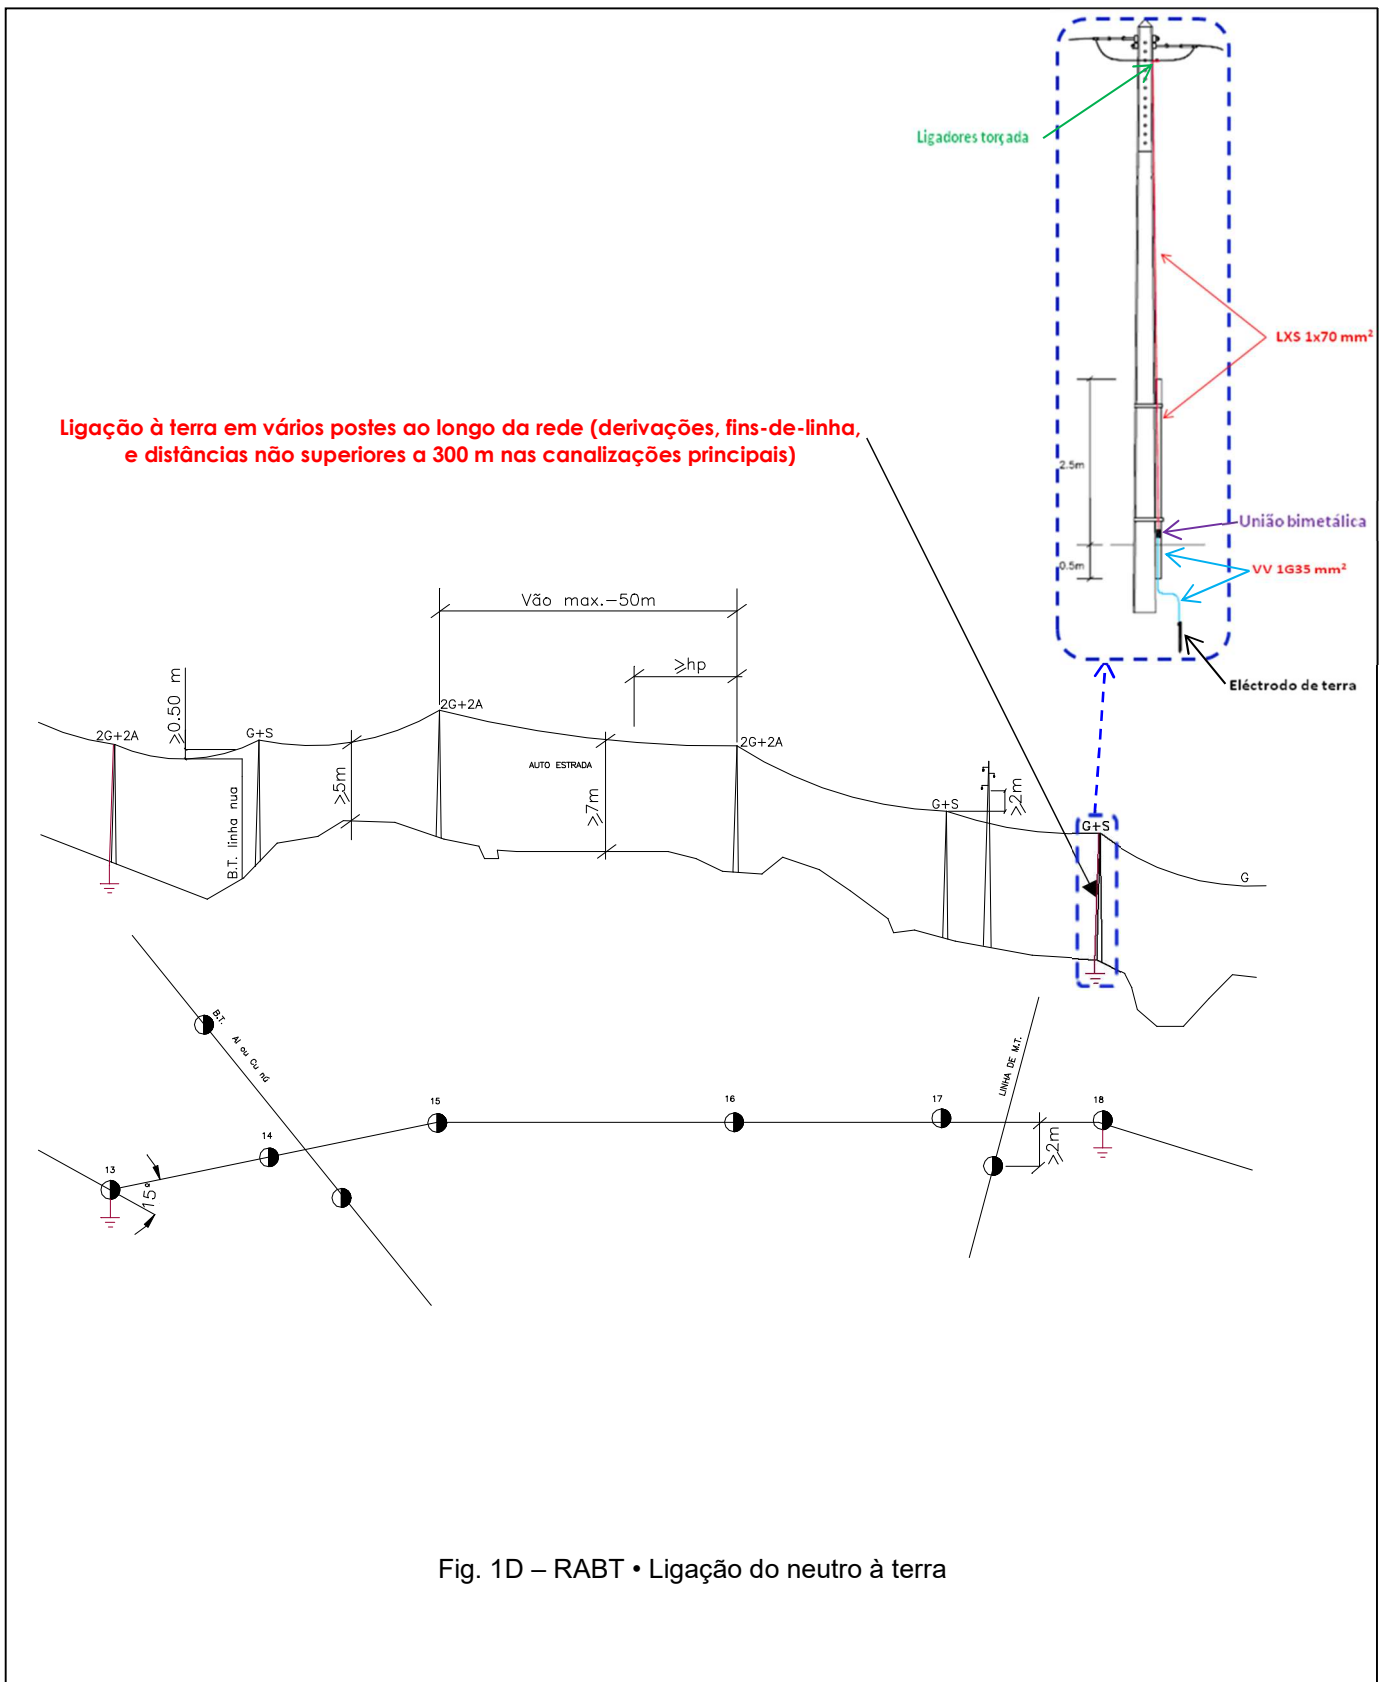 Ligadores torçada
LXS 1x70 mm²
Ligação à terra em vários postes ao longo da rede (derivações, fins-de-linha,
e distâncias não superiores a 300 m nas canalizações principais)
2.5m
União bimetálica
0.5m
VV 1G35 mm²
Eléctrodo de terra
Vão max.-50m
≥hp
≥0.50 m
2G+2A
G+S
2G+2A
2G+2A
AUTO ESTRADA
≥5m
≥7m
B.T. linha nua
G+S
≥2m
G+S
G
B.T. Al ou Cu nú
LINHA DE M.T.
13
14
15
16
17
18
15°
≥2m
Fig. 1D – RABT • Ligação do neutro à terra